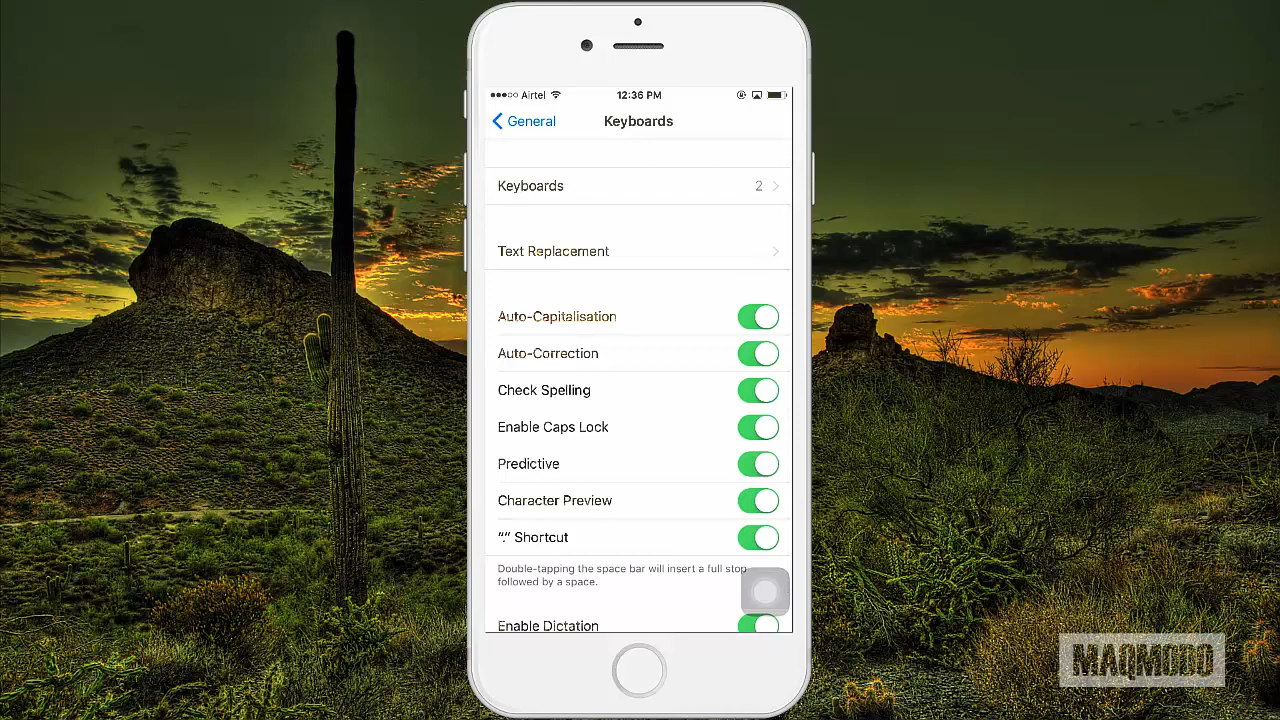 Airtel 12:36 PM
General Keyboards
Keyboards 2
Text Replacement
Auto-Capitalisation
Auto-Correction
Check Spelling
Enable Caps Lock
Predictive
Character Preview
“.” Shortcut
Double-tapping the space bar will insert a full stop
followed by a space.
Enable Dictation